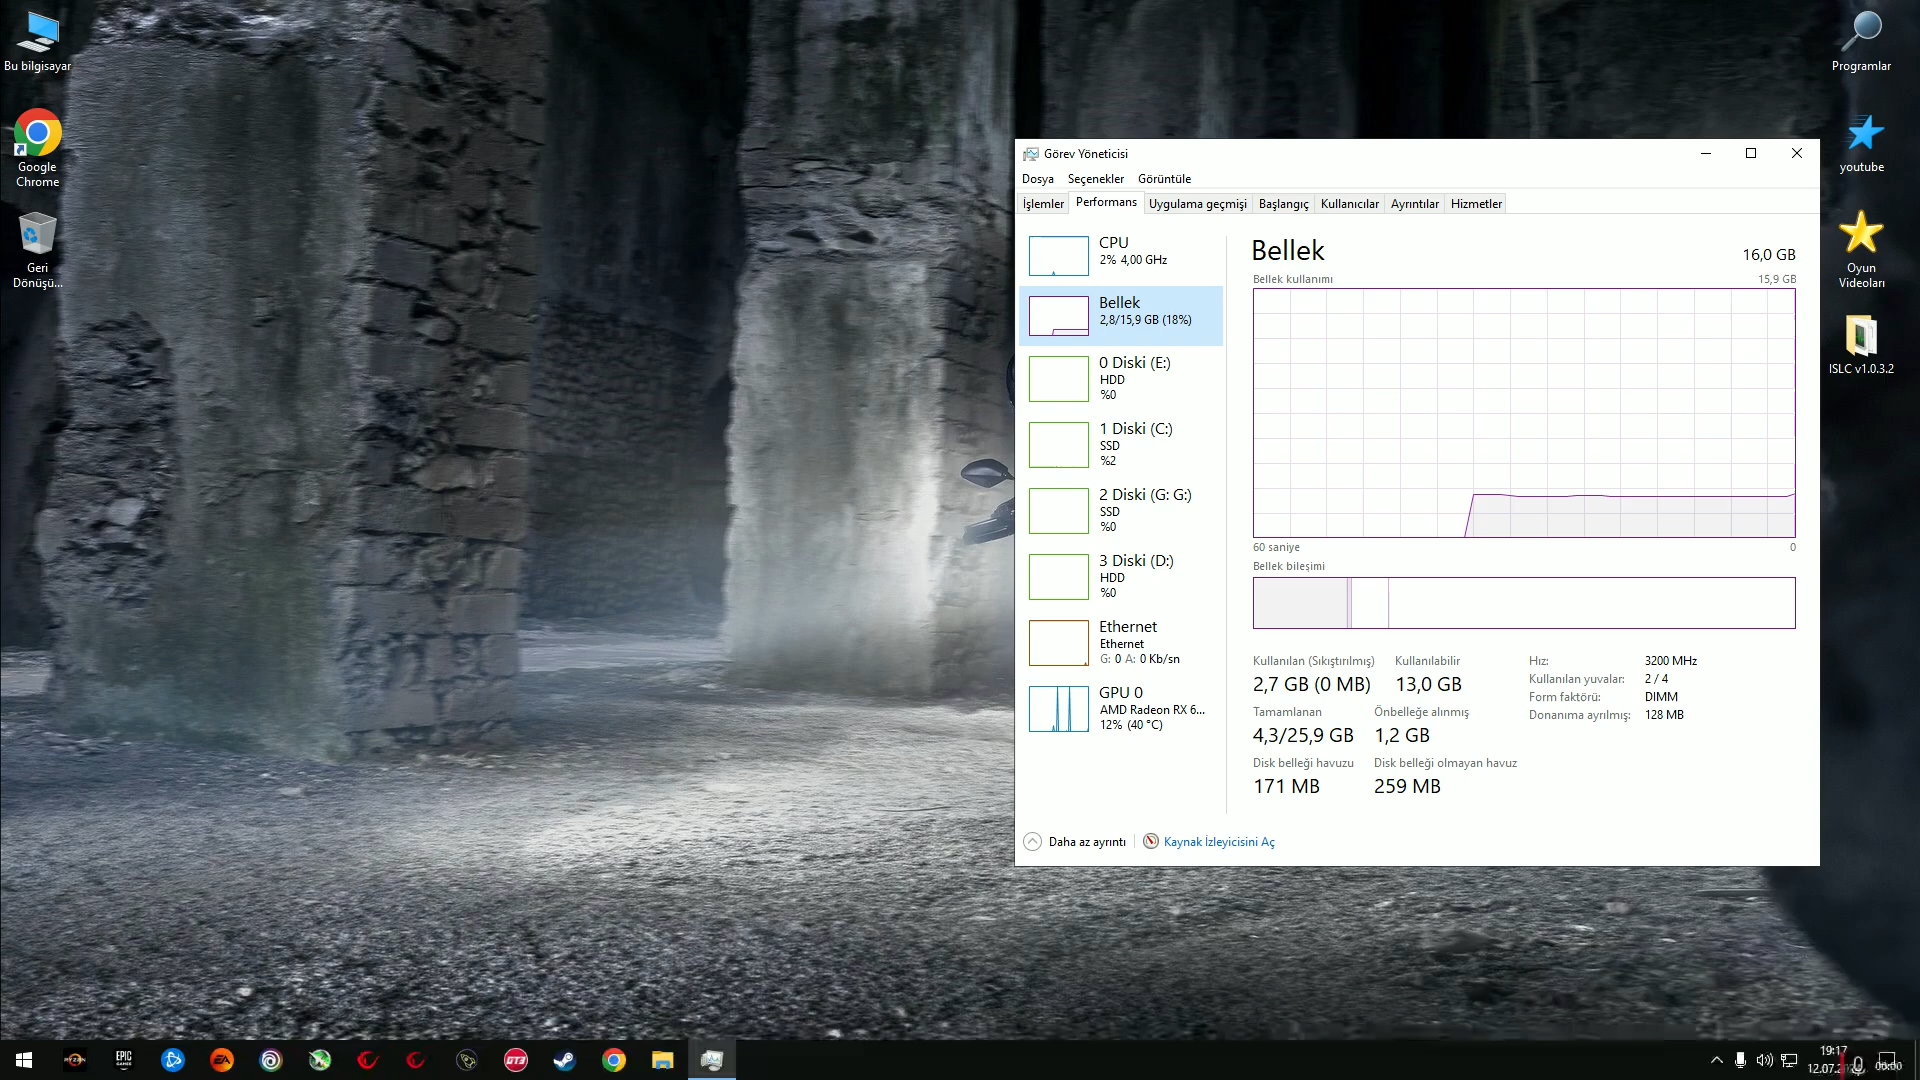 Bu bilgisayar
Google
Chrome
Geri
Dönüşü...
Programlar
youtube
Oyun
Videoları
ISLC v1.0.3.2
Görev Yöneticisi
Dosya Seçenekler Görüntüle
İşlemler Performans Uygulama geçmişi Başlangıç Kullanıcılar Ayrıntılar Hizmetler
CPU
2% 4,00 GHz
Bellek
2,8/15,9 GB (18%)
0 Diski (E:)
HDD
%0
1 Diski (C:)
SSD
%2
2 Diski (G: G:)
SSD
%0
3 Diski (D:)
HDD
%0
Ethernet
Ethernet
G: 0 A: 0 Kb/sn
GPU 0
AMD Radeon RX 6...
12% (40 °C)
Bellek 16,0 GB
Bellek kullanımı 15,9 GB
60 saniye 0
Bellek bileşimi
Kullanılan (Sıkıştırılmış) Kullanılabilir
2,7 GB (0 MB) 13,0 GB
Tamamlanan Önbelleğe alınmış
4,3/25,9 GB 1,2 GB
Disk belleği havuzu Disk belleği olmayan havuz
171 MB 259 MB
Hız: 3200 MHz
Kullanılan yuvalar: 2 / 4
Form faktörü: DIMM
Donanıma ayrılmış: 128 MB
Daha az ayrıntı Kaynak İzleyicisini Aç
RYZEN
EPIC
GAMES
EA
GT3
19:17
00:00